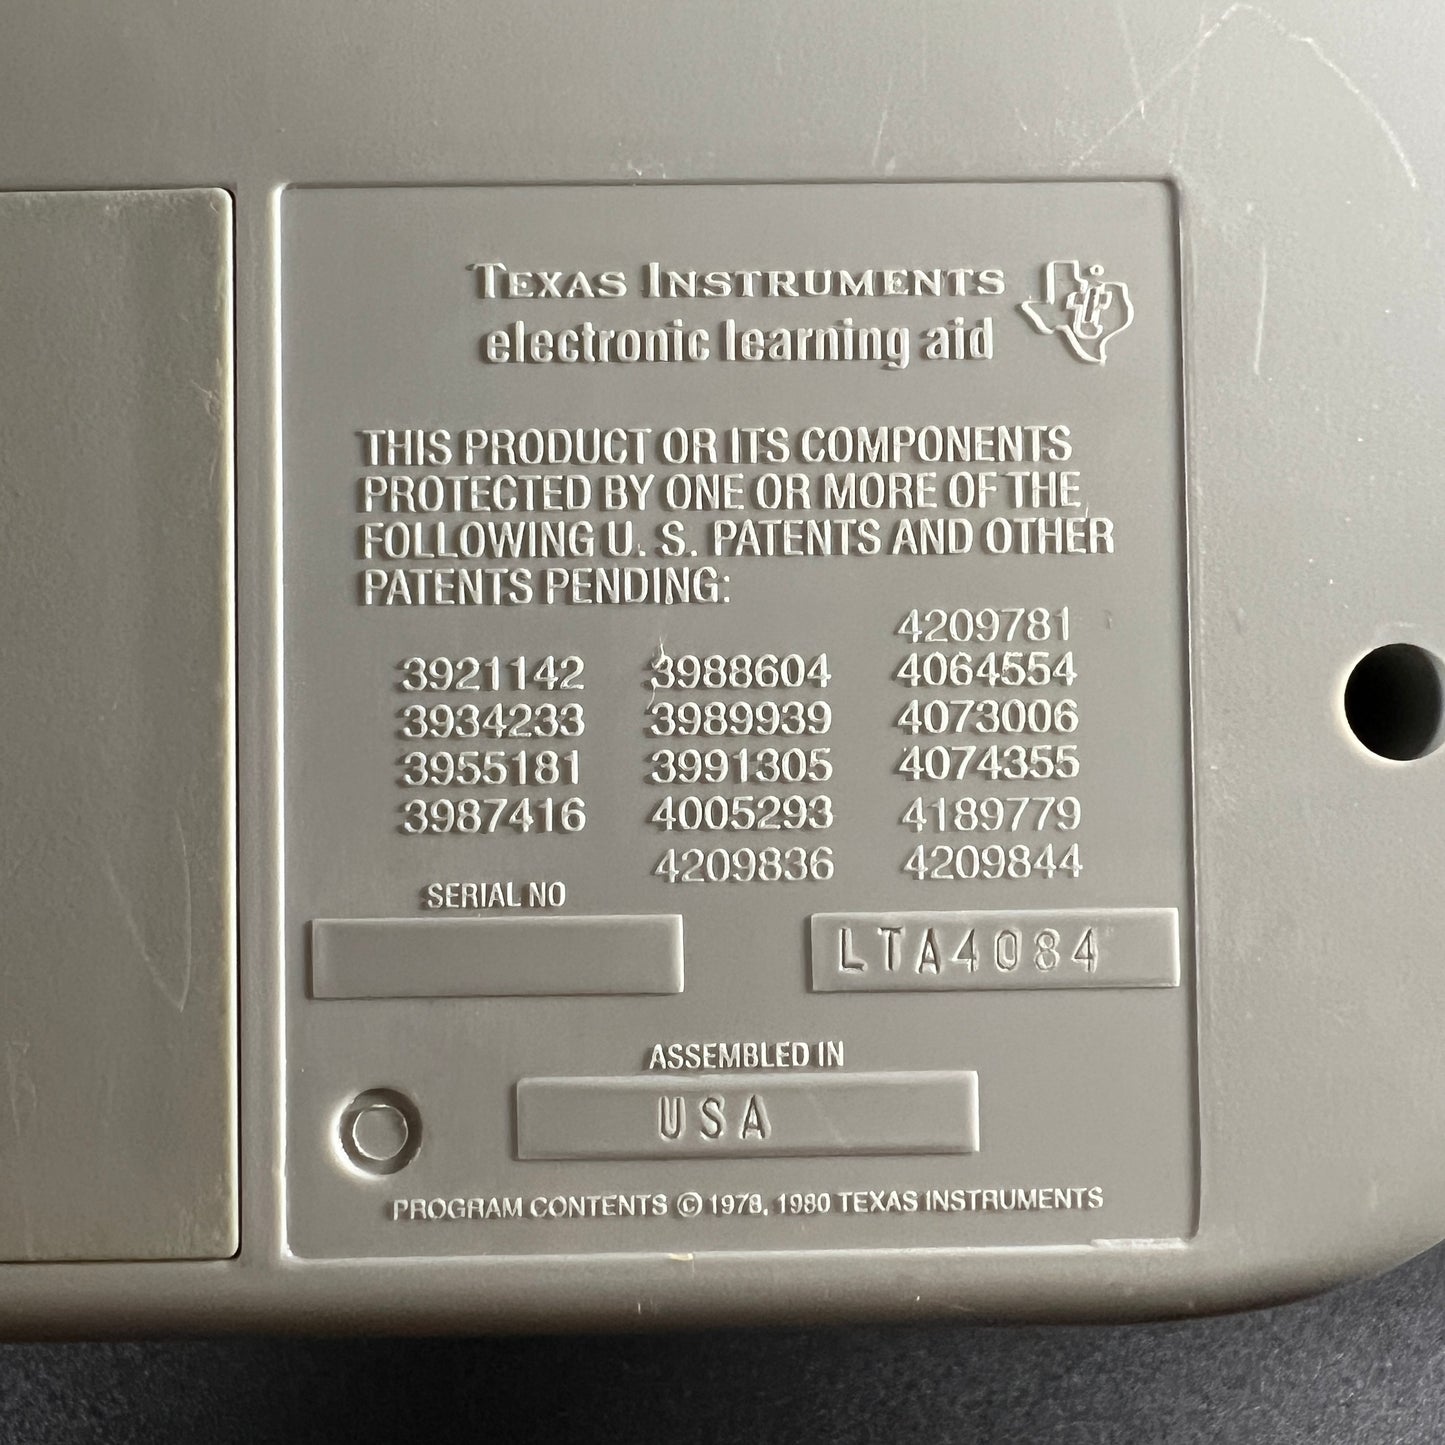 TEXAS INSTRUMENTS
electronic learning aid
THIS PRODUCT OR ITS COMPONENTS
PROTECTED BY ONE OR MORE OF THE
FOLLOWING U. S. PATENTS AND OTHER
PATENTS PENDING:
4209781
3921142 3988604 4064554
3934233 3989939 4073006
3955181 3991305 4074355
3987416 4005293 4189779
4209836 4209844
SERIAL NO
LTA4084
ASSEMBLED IN
USA
PROGRAM CONTENTS © 1978, 1980 TEXAS INSTRUMENTS